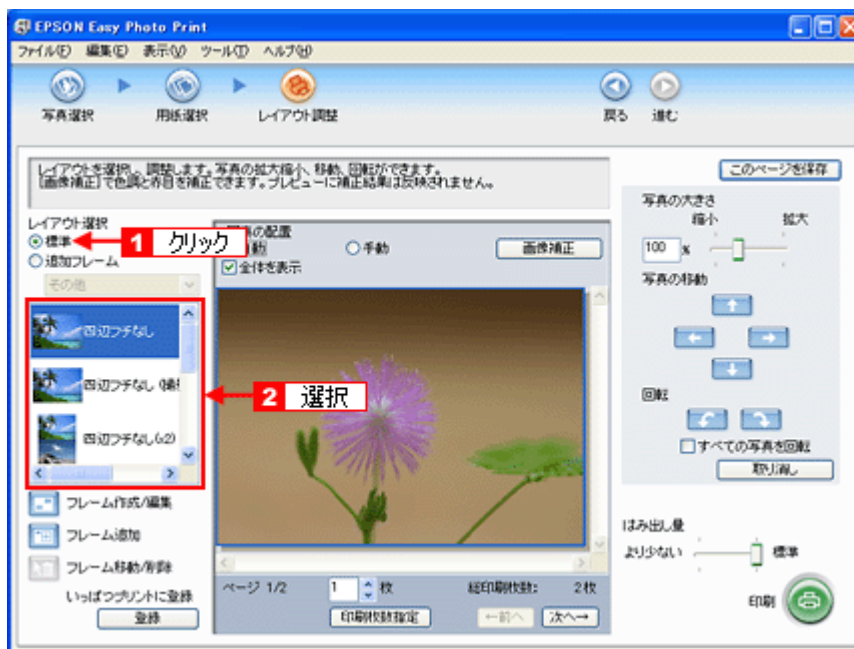 EPSON Easy Photo Print
ファイル(F) 編集(E) 表示(V) ツール(T) ヘルプ(H)
写真選択 用紙選択 レイアウト調整 戻る 進む
レイアウトを選択し、調整します。写真の拡大縮小、移動、回転ができます。
[画像補正]で色調と赤目を補正できます。プレビューに補正結果は反映されません。
このページを保存
レイアウト選択
標準
追加フレーム
その他
1 クリック
四辺フチなし
四辺フチなし
四辺フチなし(x2)
2 選択
フレーム作成/編集
フレーム追加
フレーム移動/削除
いっぱつプリントに登録
登録
の配置
手動
画像補正
全体を表示
ページ 1/2
1 枚
総印刷枚数: 2枚
印刷枚数指定
←前へ 次へ→
写真の大きさ
縮小 拡大
100 %
写真の移動
回転
すべての写真を回転
取り消し
はみ出し量
より少ない 標準
印刷